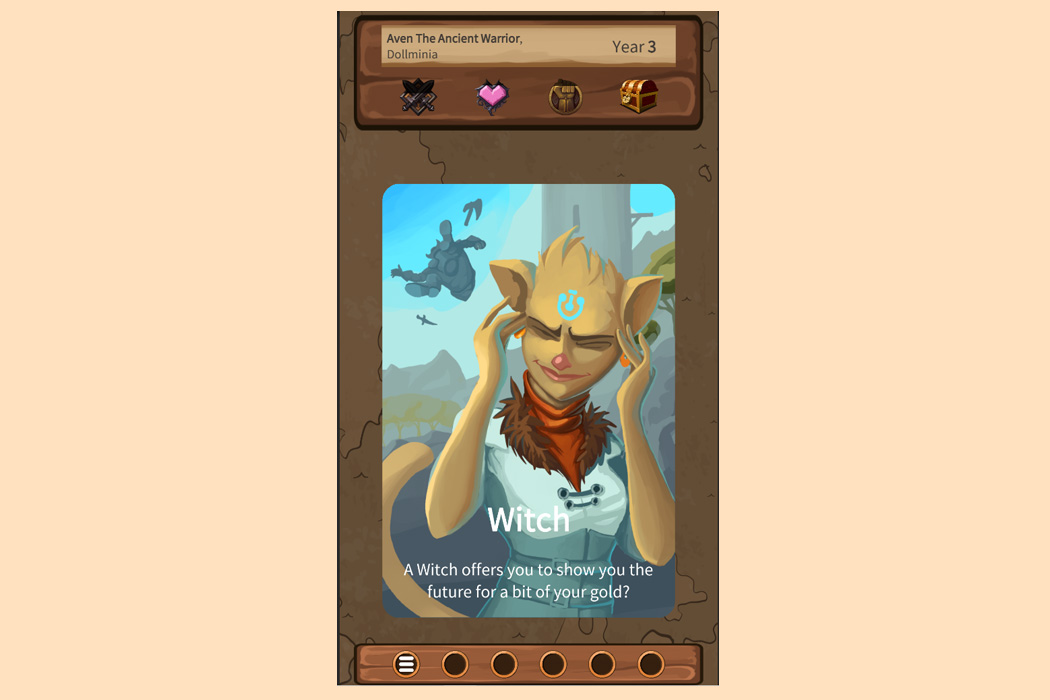 Aven The Ancient Warrior,
Dollminia
Year 3
Witch
A Witch offers you to show you the
future for a bit of your gold?